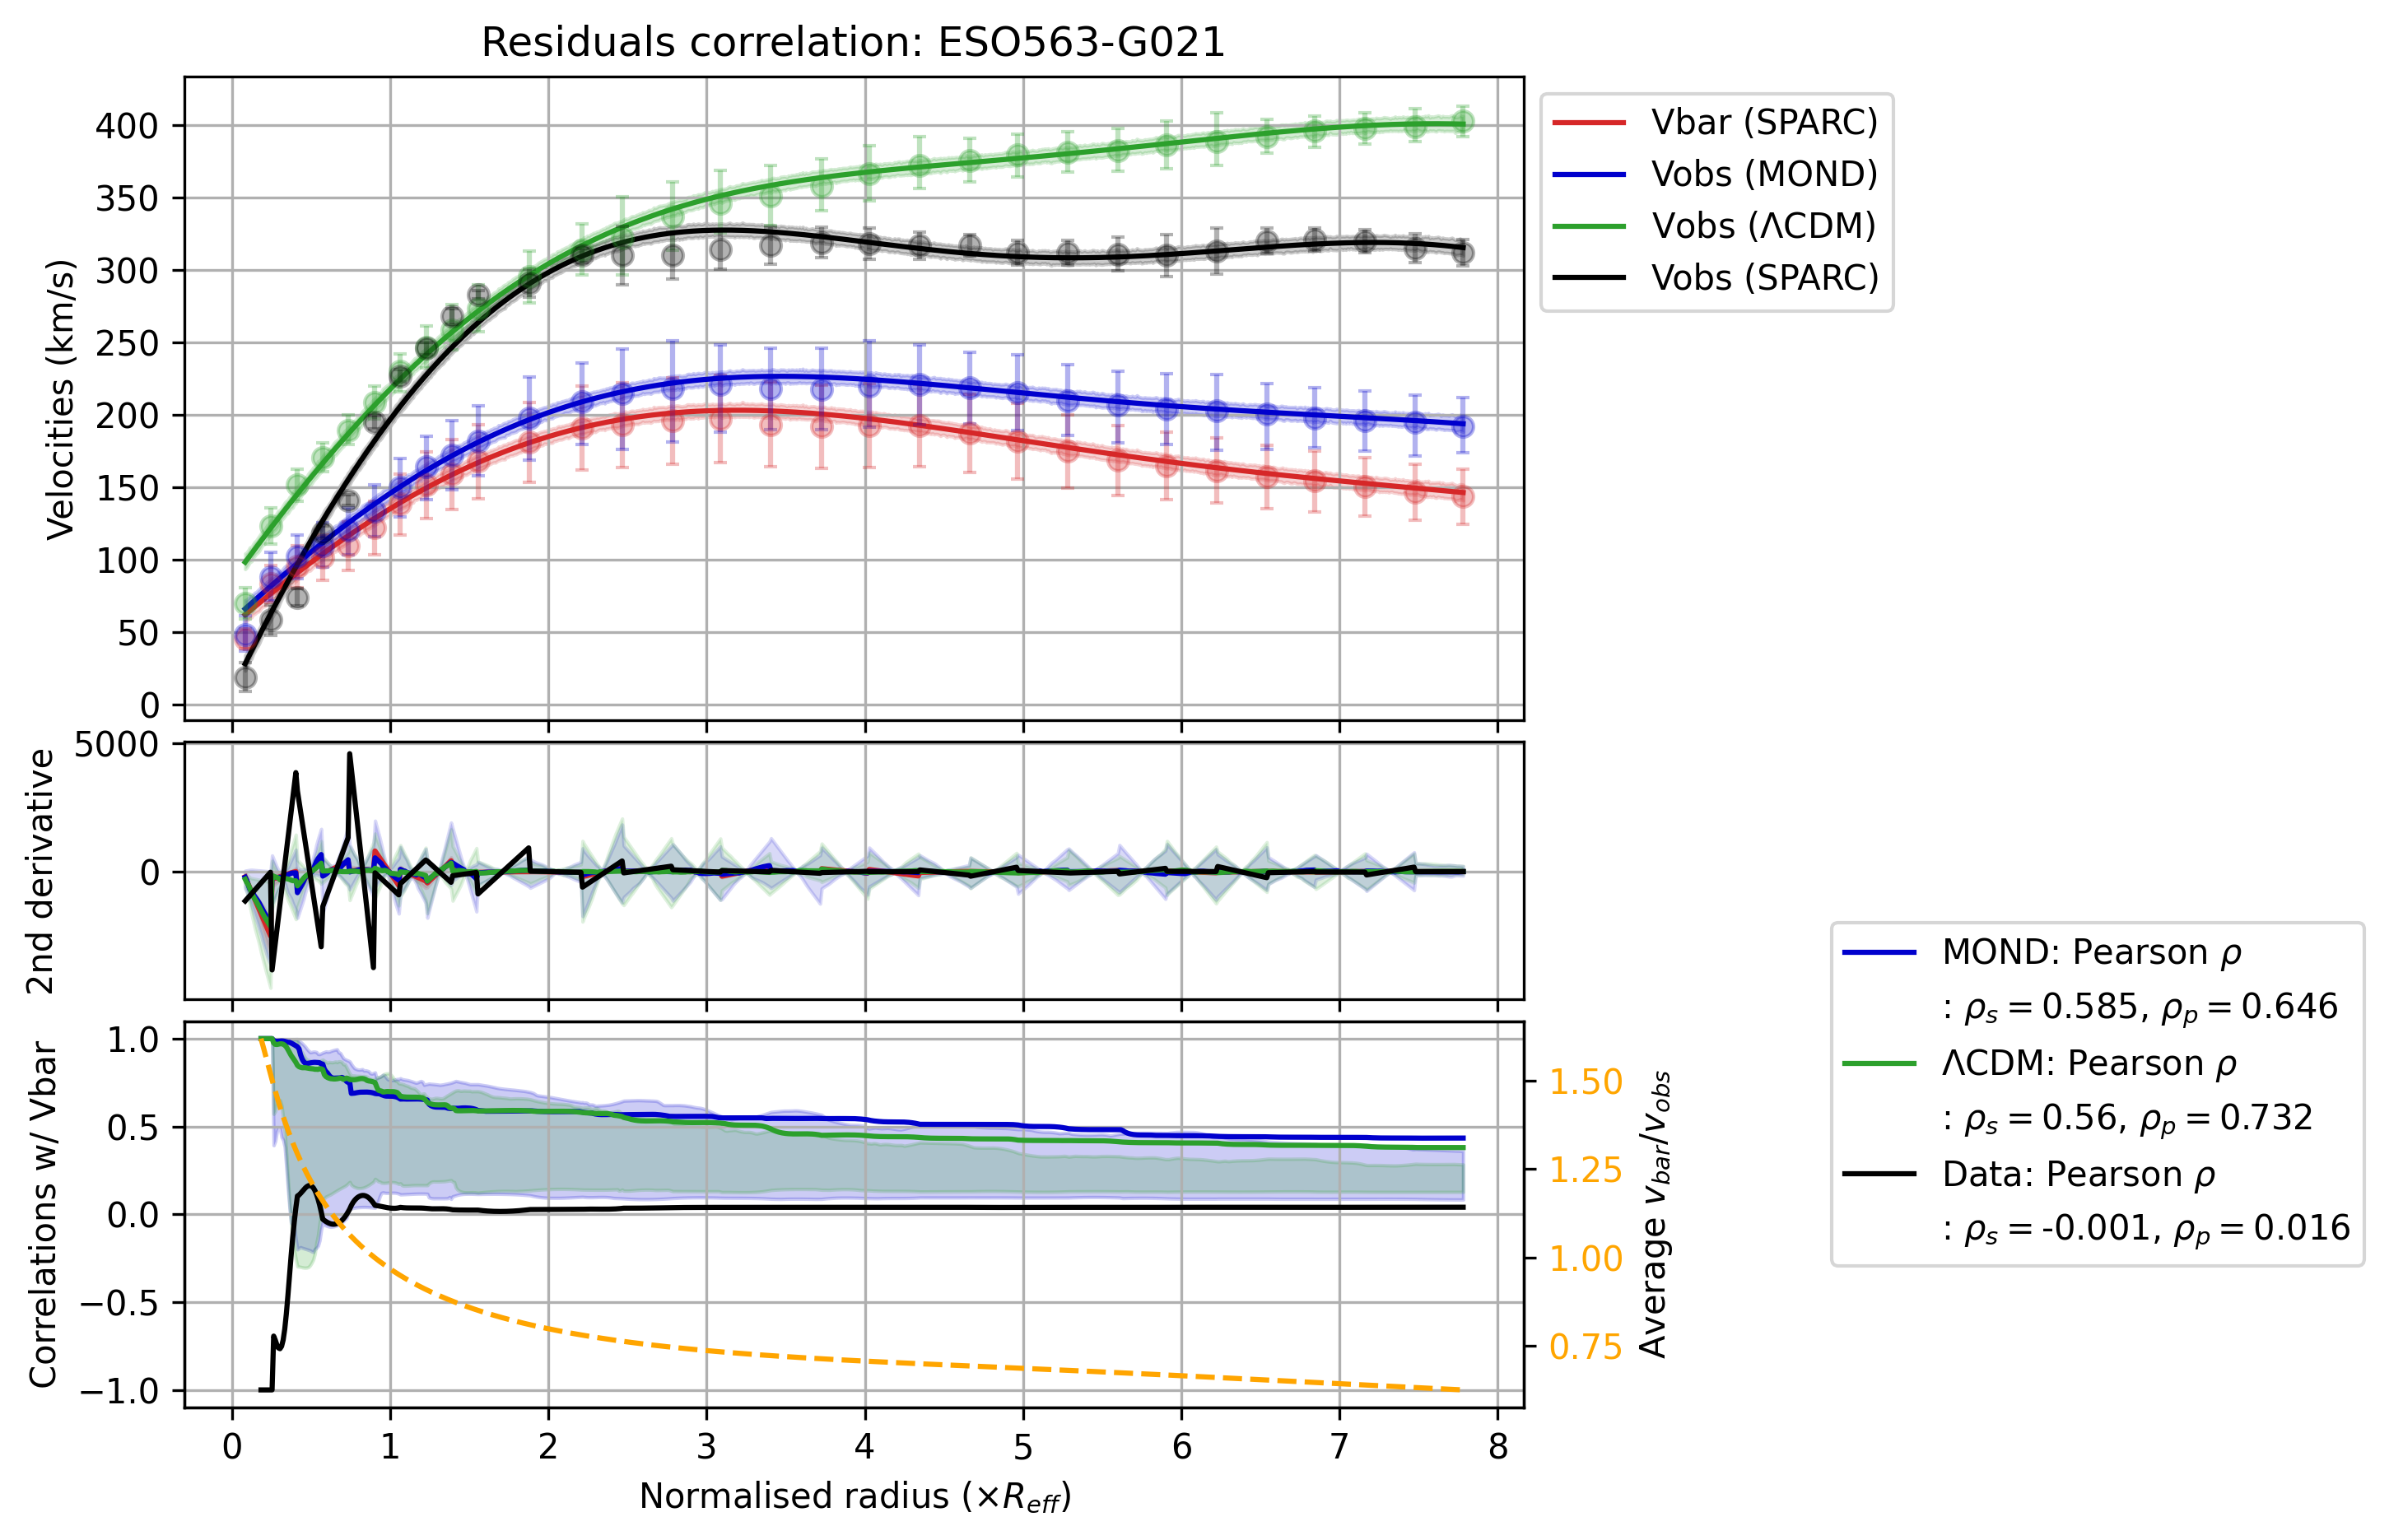 Residuals correlation: ESO563-G021
Velocities (km/s)
400
350
300
250
200
150
100
50
0
Vbar (SPARC)
Vobs (MOND)
Vobs (ΛCDM)
Vobs (SPARC)
2nd derivative
5000
0
Correlations w/ Vbar
1.0
0.5
0.0
−0.5
−1.0
1.50
1.25
1.00
0.75
Average v_bar/v_obs
MOND: Pearson ρ
: ρ_s = 0.585, ρ_p = 0.646
ΛCDM: Pearson ρ
: ρ_s = 0.56, ρ_p = 0.732
Data: Pearson ρ
: ρ_s = -0.001, ρ_p = 0.016
0 1 2 3 4 5 6 7 8
Normalised radius (×R_eff)